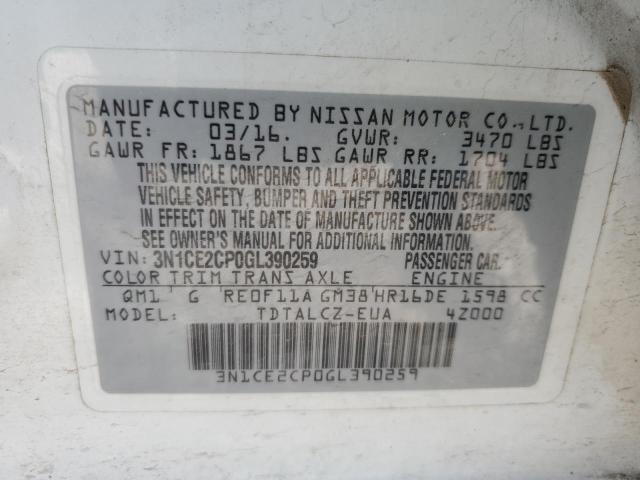 MANUFACTURED BY NISSAN MOTOR CO., LTD.
DATE: 03/16. GVWR: 3470 LBS
GAWR FR: 1867 LBS GAWR RR: 1704 LBS
THIS VEHICLE CONFORMS TO ALL APPLICABLE FEDERAL MOTOR
VEHICLE SAFETY, BUMPER AND THEFT PREVENTION STANDARDS
IN EFFECT ON THE DATE OF MANUFACTURE SHOWN ABOVE.
SEE OWNER'S MANUAL FOR ADDITIONAL INFORMATION.
VIN: 3N1CE2CP0GL390259 PASSENGER CAR.
COLOR TRIM TRANS AXLE ENGINE
QM1 G RE0F11A GM38 HR16DE 1598 CC
MODEL: TDTALCZ-EUA 4Z000
3N1CE2CP0GL390259